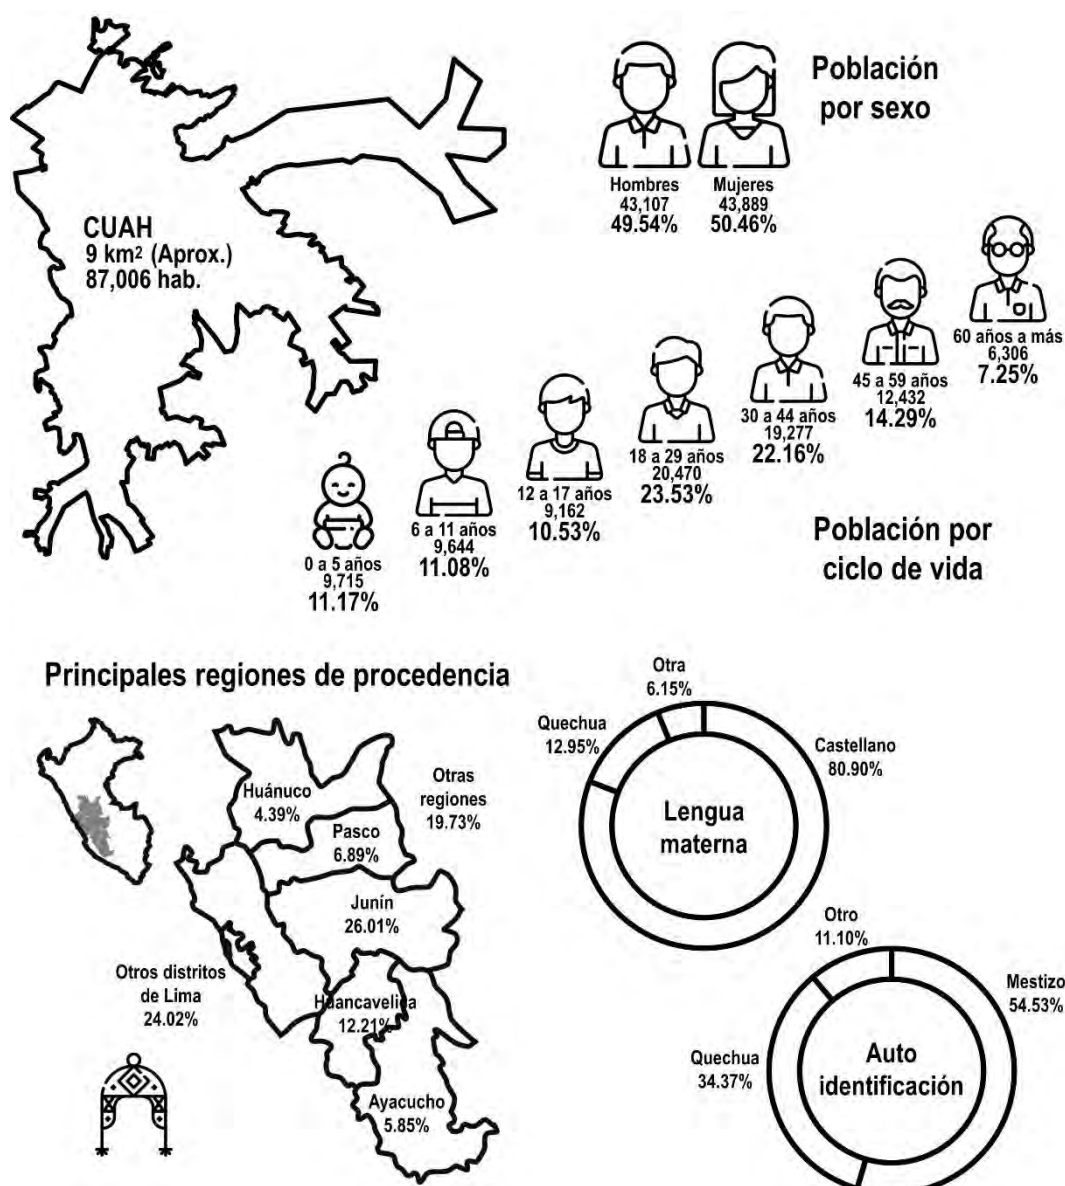 Población
por sexo
Hombres
43,107
49.54%
Mujeres
43,889
50.46%
CUAH
9 km² (Aprox.)
87,006 hab.
60 años a más
6,306
7.25%
45 a 59 años
12,432
14.29%
30 a 44 años
19,277
22.16%
18 a 29 años
20,470
23.53%
12 a 17 años
9,162
10.53%
6 a 11 años
9,644
11.08%
0 a 5 años
9,715
11.17%
Población por
ciclo de vida
Principales regiones de procedencia
Huánuco
4.39%
Otras
regiones
19.73%
Pasco
6.89%
Junín
26.01%
Otros distritos
de Lima
24.02%
Huancavelica
12.21%
Ayacucho
5.85%
Otra
6.15%
Quechua
12.95%
Castellano
80.90%
Lengua
materna
Otro
11.10%
Mestizo
54.53%
Quechua
34.37%
Auto
identificación